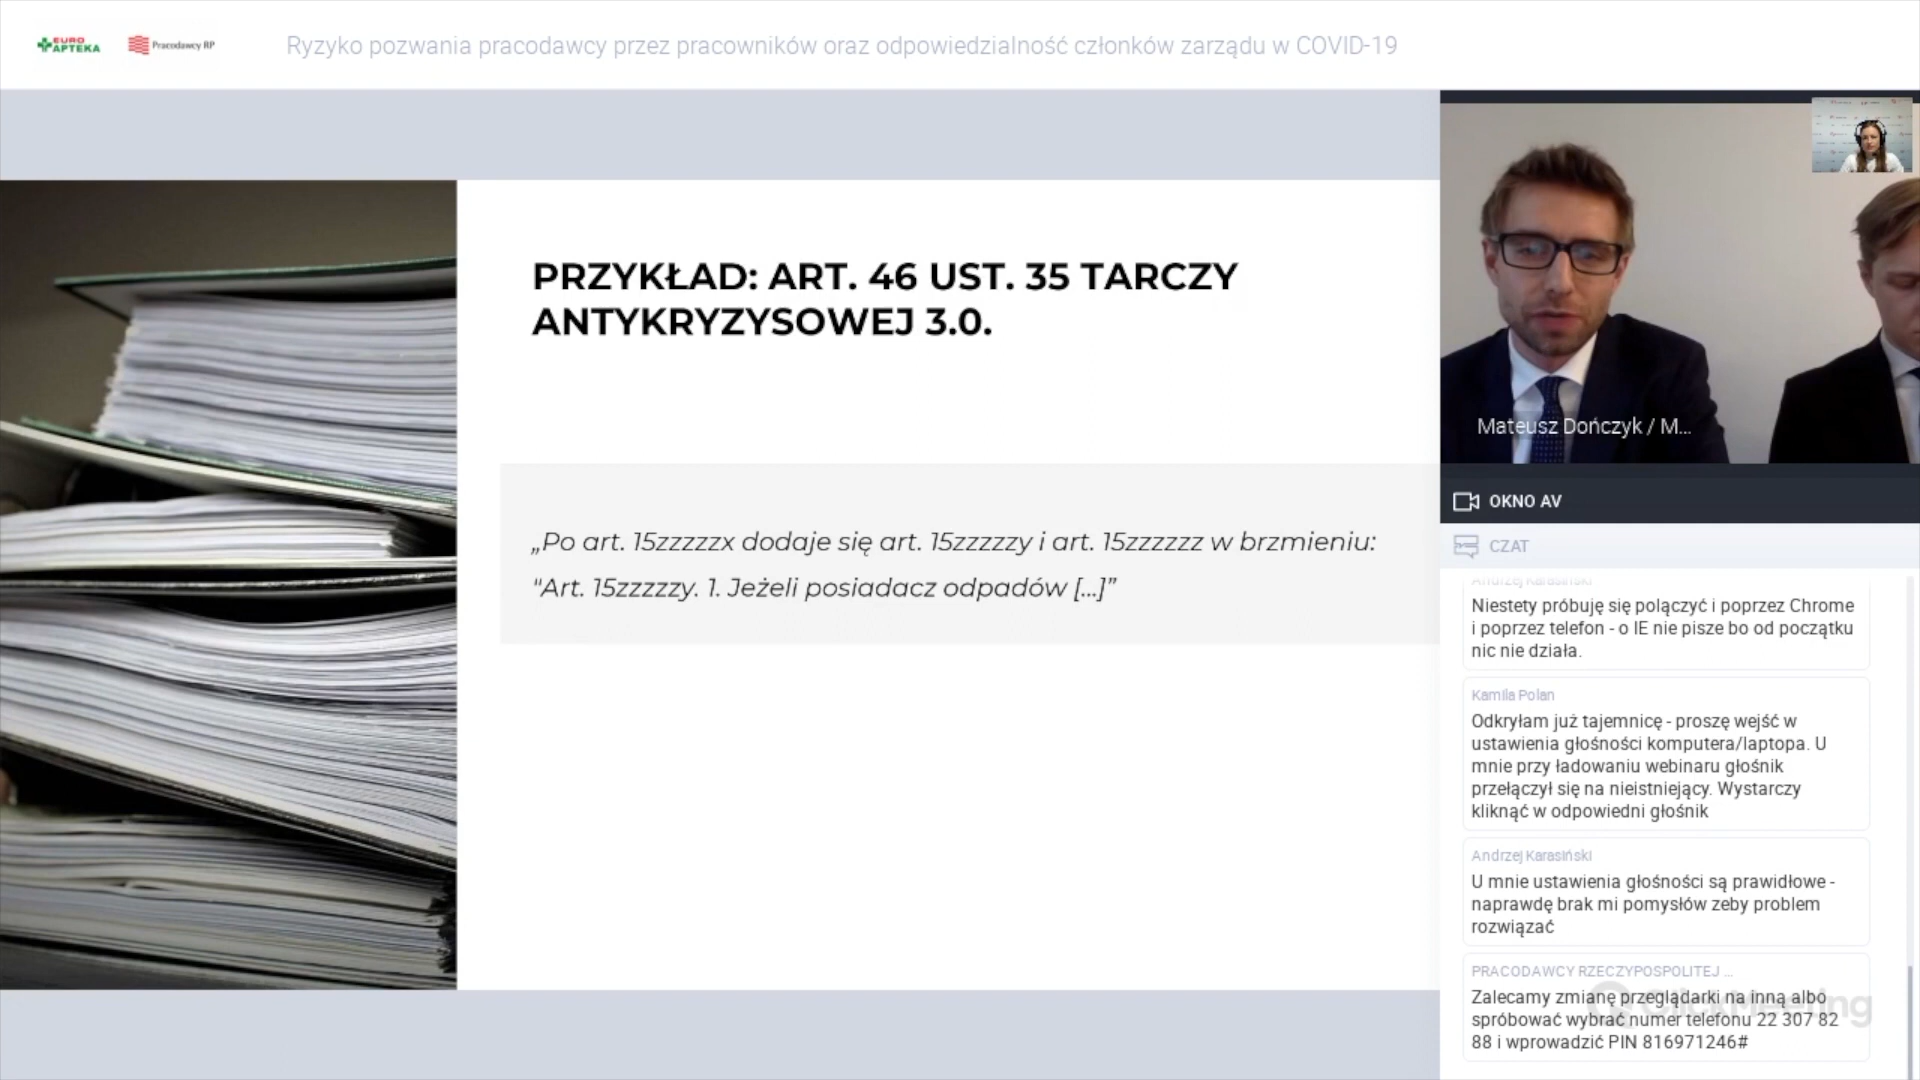 EURO
APTEKA
Pracodawcy RP
Ryzyko pozwania pracodawcy przez pracowników oraz odpowiedzialność członków zarządu w COVID-19
PRZYKŁAD: ART. 46 UST. 35 TARCZY
ANTYKRYZYSOWEJ 3.0.
„Po art. 15zzzzzx dodaje się art. 15zzzzzy i art. 15zzzzzz w brzmieniu:
"Art. 15zzzzzy. 1. Jeżeli posiadacz odpadów [...]”
Mateusz Dończyk / M...
OKNO AV
CZAT
Andrzej Karasiński
Niestety próbuję się polączyć i poprzez Chrome
i poprzez telefon - o IE nie pisze bo od początku
nic nie działa.
Kamila Polan
Odkryłam już tajemnicę - proszę wejść w
ustawienia głośności komputera/laptopa. U
mnie przy ładowaniu webinaru głośnik
przełączył się na nieistniejący. Wystarczy
kliknąć w odpowiedni głośnik
Andrzej Karasiński
U mnie ustawienia głośności są prawidłowe -
naprawdę brak mi pomysłów zeby problem
rozwiązać
PRACODAWCY RZECZYPOSPOLITEJ ...
Zalecamy zmianę przeglądarki na inną albo
spróbować wybrać numer telefonu 22 307 82
88 i wprowadzić PIN 816971246#
ClickMeeting